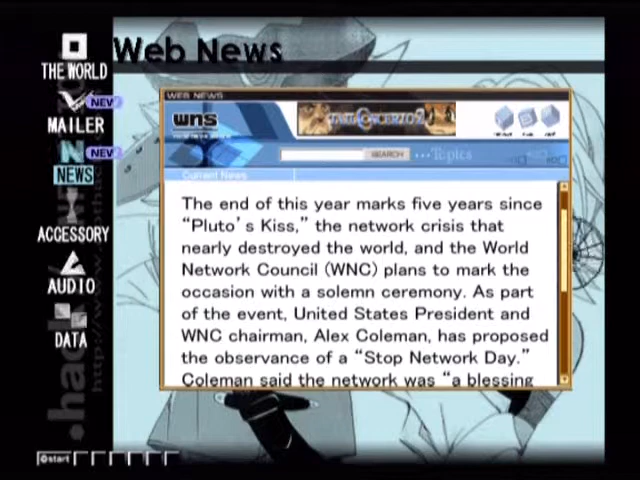 Web News
THE WORLD
NEW
MAILER
NEW
NEWS
ACCESSORY
AUDIO
DATA
WEB NEWS
wns
SEARCH
...Topics
Current News
The end of this year marks five years since
“Pluto's Kiss,” the network crisis that
nearly destroyed the world, and the World
Network Council (WNC) plans to mark the
occasion with a solemn ceremony. As part
of the event, United States President and
WNC chairman, Alex Coleman, has proposed
the observance of a “Stop Network Day.”
Coleman said the network was “a blessing
.hack//
start